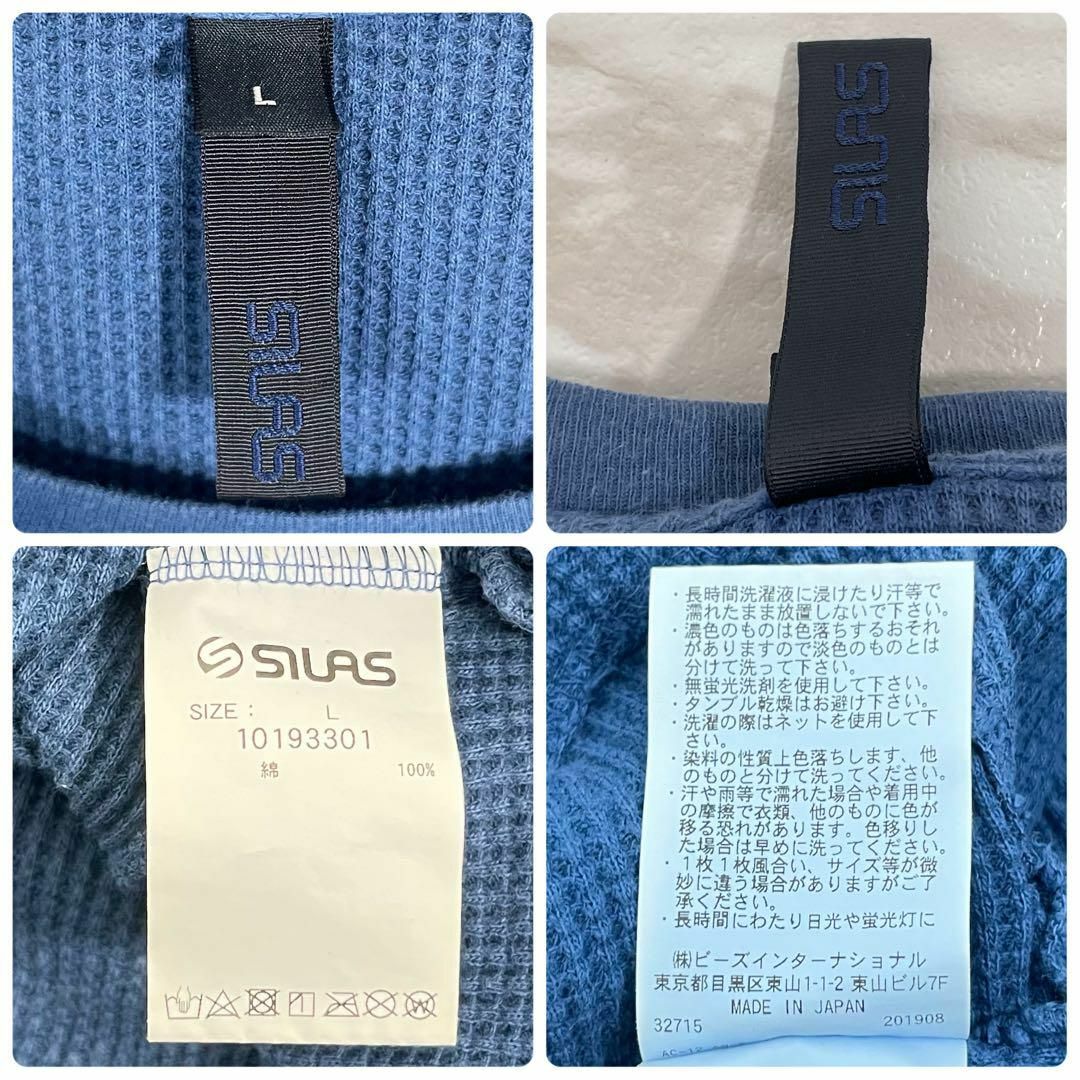 L
SILAS
SILAS
SILAS
SIZE : L
10193301
綿 100%
・長時間洗濯液に浸けたり汗等で
濡れたまま放置しないで下さい。
・濃色のものは色落ちするおそれ
がありますので淡色のものとは
分けて洗って下さい。
・無蛍光洗剤を使用して下さい。
・タンブル乾燥はお避け下さい。
・洗濯の際はネットを使用して下
さい。
・染料の性質上色落ちします、他
のものと分けて洗ってください。
・汗や雨等で濡れた場合や着用中
の摩擦で衣類、他のものに色が
移る恐れがあります。色移りし
た場合は早めに洗ってください。
・1枚1枚風合い、サイズ等が微
妙に違う場合がありますがご了
承ください。
・長時間にわたり日光や蛍光灯に
㈱ビーズインターナショナル
東京都目黒区東山1-1-2 東山ビル7F
MADE IN JAPAN
32715 201908